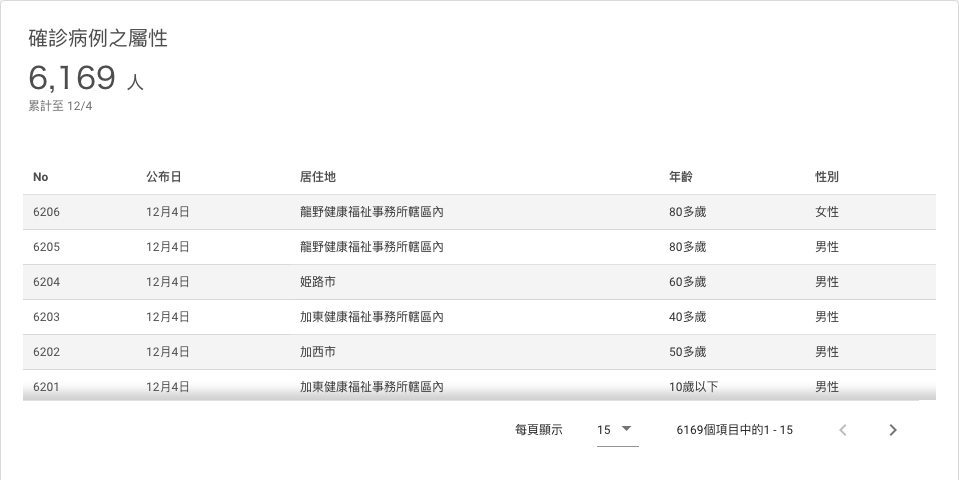 確診病例之屬性
6,169 人
累計至 12/4
No 公布日 居住地 年齡 性別
6206 12月4日 龍野健康福祉事務所轄區內 80多歲 女性
6205 12月4日 龍野健康福祉事務所轄區內 80多歲 男性
6204 12月4日 姫路市 60多歲 男性
6203 12月4日 加東健康福祉事務所轄區內 40多歲 男性
6202 12月4日 加西市 50多歲 男性
6201 12月4日 加東健康福祉事務所轄區內 10歲以下 男性
每頁顯示 15 6169個項目中的1 - 15